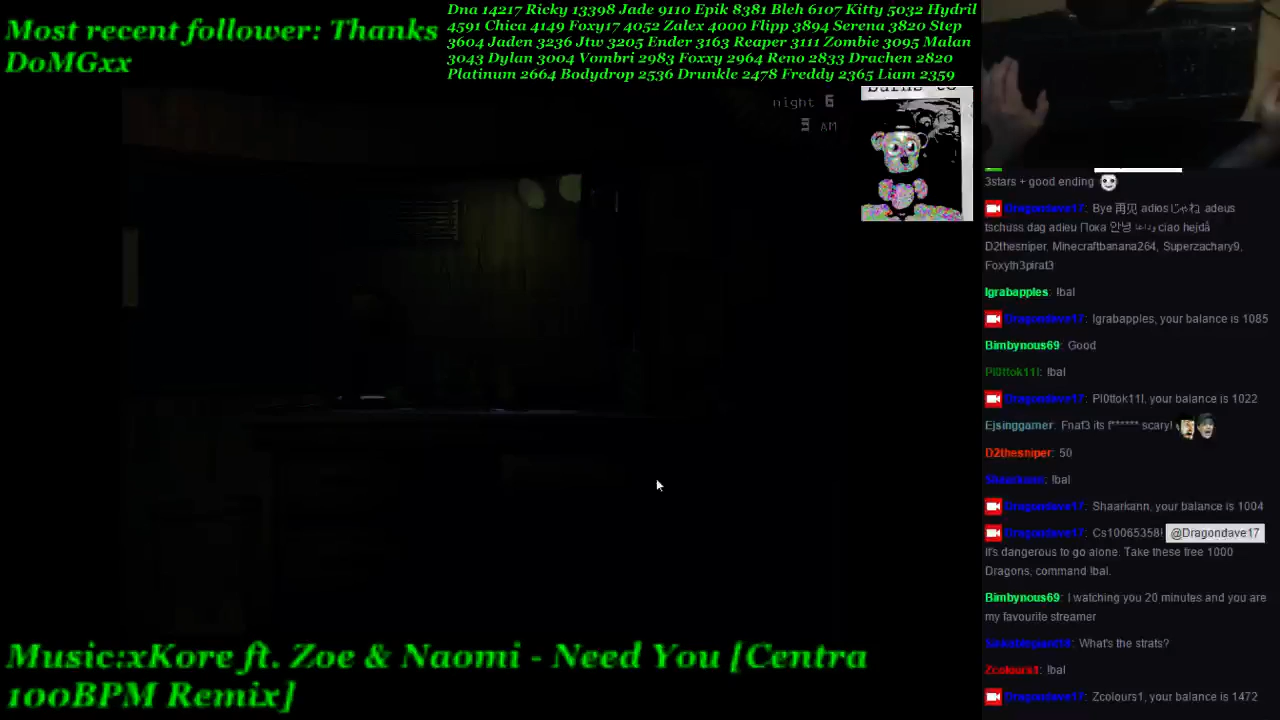 Most recent follower: Thanks
DoMGxx
Dna 14217 Ricky 13398 Jade 9110 Epik 8381 Bleh 6107 Kitty 5032 Hydril
4591 Chica 4149 Foxy17 4052 Zalex 4000 Flipp 3894 Serena 3820 Step
3604 Jaden 3236 Jtw 3205 Ender 3163 Reaper 3111 Zombie 3095 Malan
3043 Dylan 3004 Vombri 2983 Foxxy 2964 Reno 2833 Drachen 2820
Platinum 2664 Bodydrop 2536 Drunkle 2478 Freddy 2365 Liam 2359
night 6
3 AM
burns to
3stars + good ending
Dragondave17: Bye 再见 adios じゃね adeus
tschuss dag adieu Пока 안녕 وداعا ciao hejdå
D2thesniper, Minecraftbanana264, Superzachary9,
Foxyth3pirat3
Igrabapples: !bal
Dragondave17: Igrabapples, your balance is 1085
Bimbynous69: Good
Pl0ttok11!: !bal
Dragondave17: Pl0ttok11!, your balance is 1022
Ejsinggamer: Fnaf3 its f****** scary!
D2thesniper: 50
Shaarkann: !bal
Dragondave17: Shaarkann, your balance is 1004
Dragondave17: Cs10065358! @Dragondave17
It's dangerous to go alone. Take these free 1000
Dragons, command !bal.
Bimbynous69: I watching you 20 minutes and you are
my favourite streamer
What's the strats?
Zcolours1: !bal
Dragondave17: Zcolours1, your balance is 1472
Music:xKore ft. Zoe & Naomi - Need You [Centra
100BPM Remix]